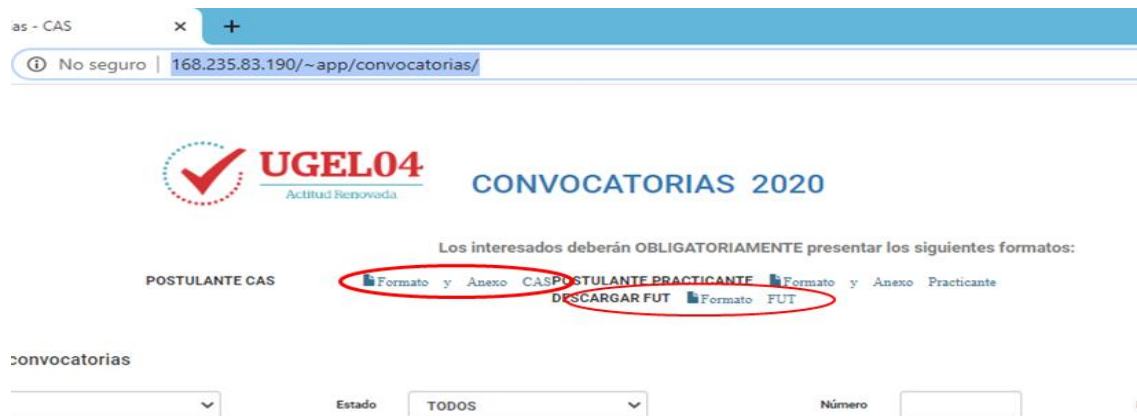 as - CAS
No seguro | 168.235.83.190/~app/convocatorias/
UGEL04
Actitud Renovada
CONVOCATORIAS 2020
Los interesados deberán OBLIGATORIAMENTE presentar los siguientes formatos:
POSTULANTE CAS Formato y Anexo CAS POSTULANTE PRACTICANTE Formato y Anexo Practicante
DESCARGAR FUT Formato FUT
convocatorias
Estado TODOS Número